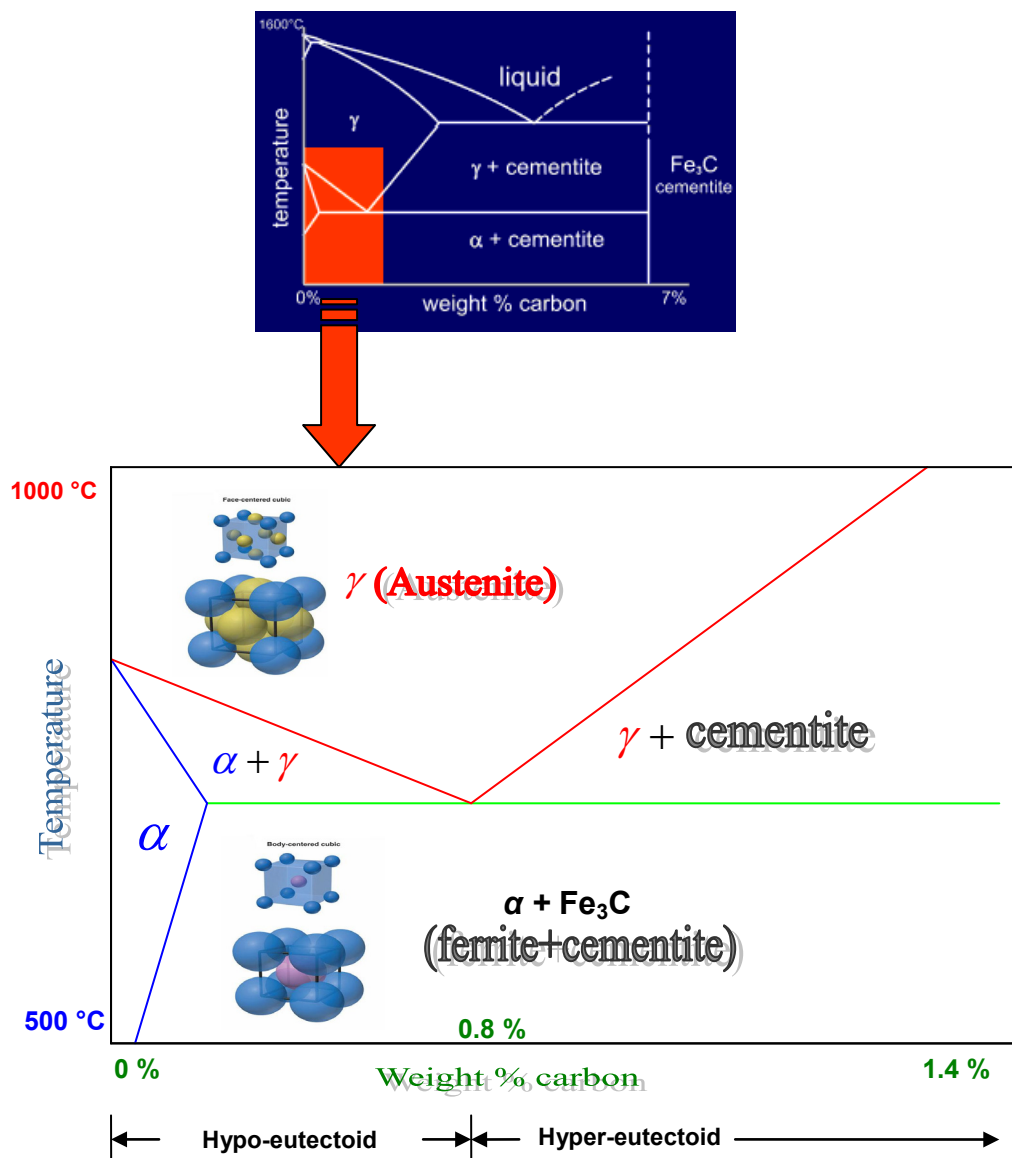 1600°C
liquid
γ
temperature
γ + cementite
Fe₃C
cementite
α + cementite
0%
weight % carbon
7%
1000 °C
Face-centered cubic
γ (Austenite)
Temperature
γ + cementite
α + γ
α
Body-centered cubic
α + Fe₃C
(ferrite+cementite)
500 °C
0.8 %
0 %
Weight % carbon
1.4 %
Hypo-eutectoid
Hyper-eutectoid